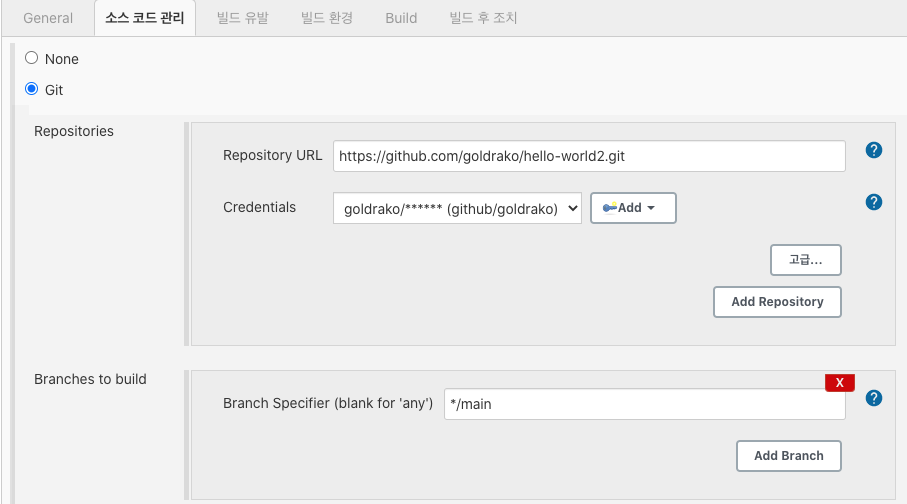 General 소스 코드 관리 빌드 유발 빌드 환경 Build 빌드 후 조치
None
Git
Repositories
Repository URL https://github.com/goldrako/hello-world2.git ?
Credentials goldrako/****** (github/goldrako) Add ?
고급...
Add Repository
Branches to build
X
Branch Specifier (blank for 'any') */main ?
Add Branch